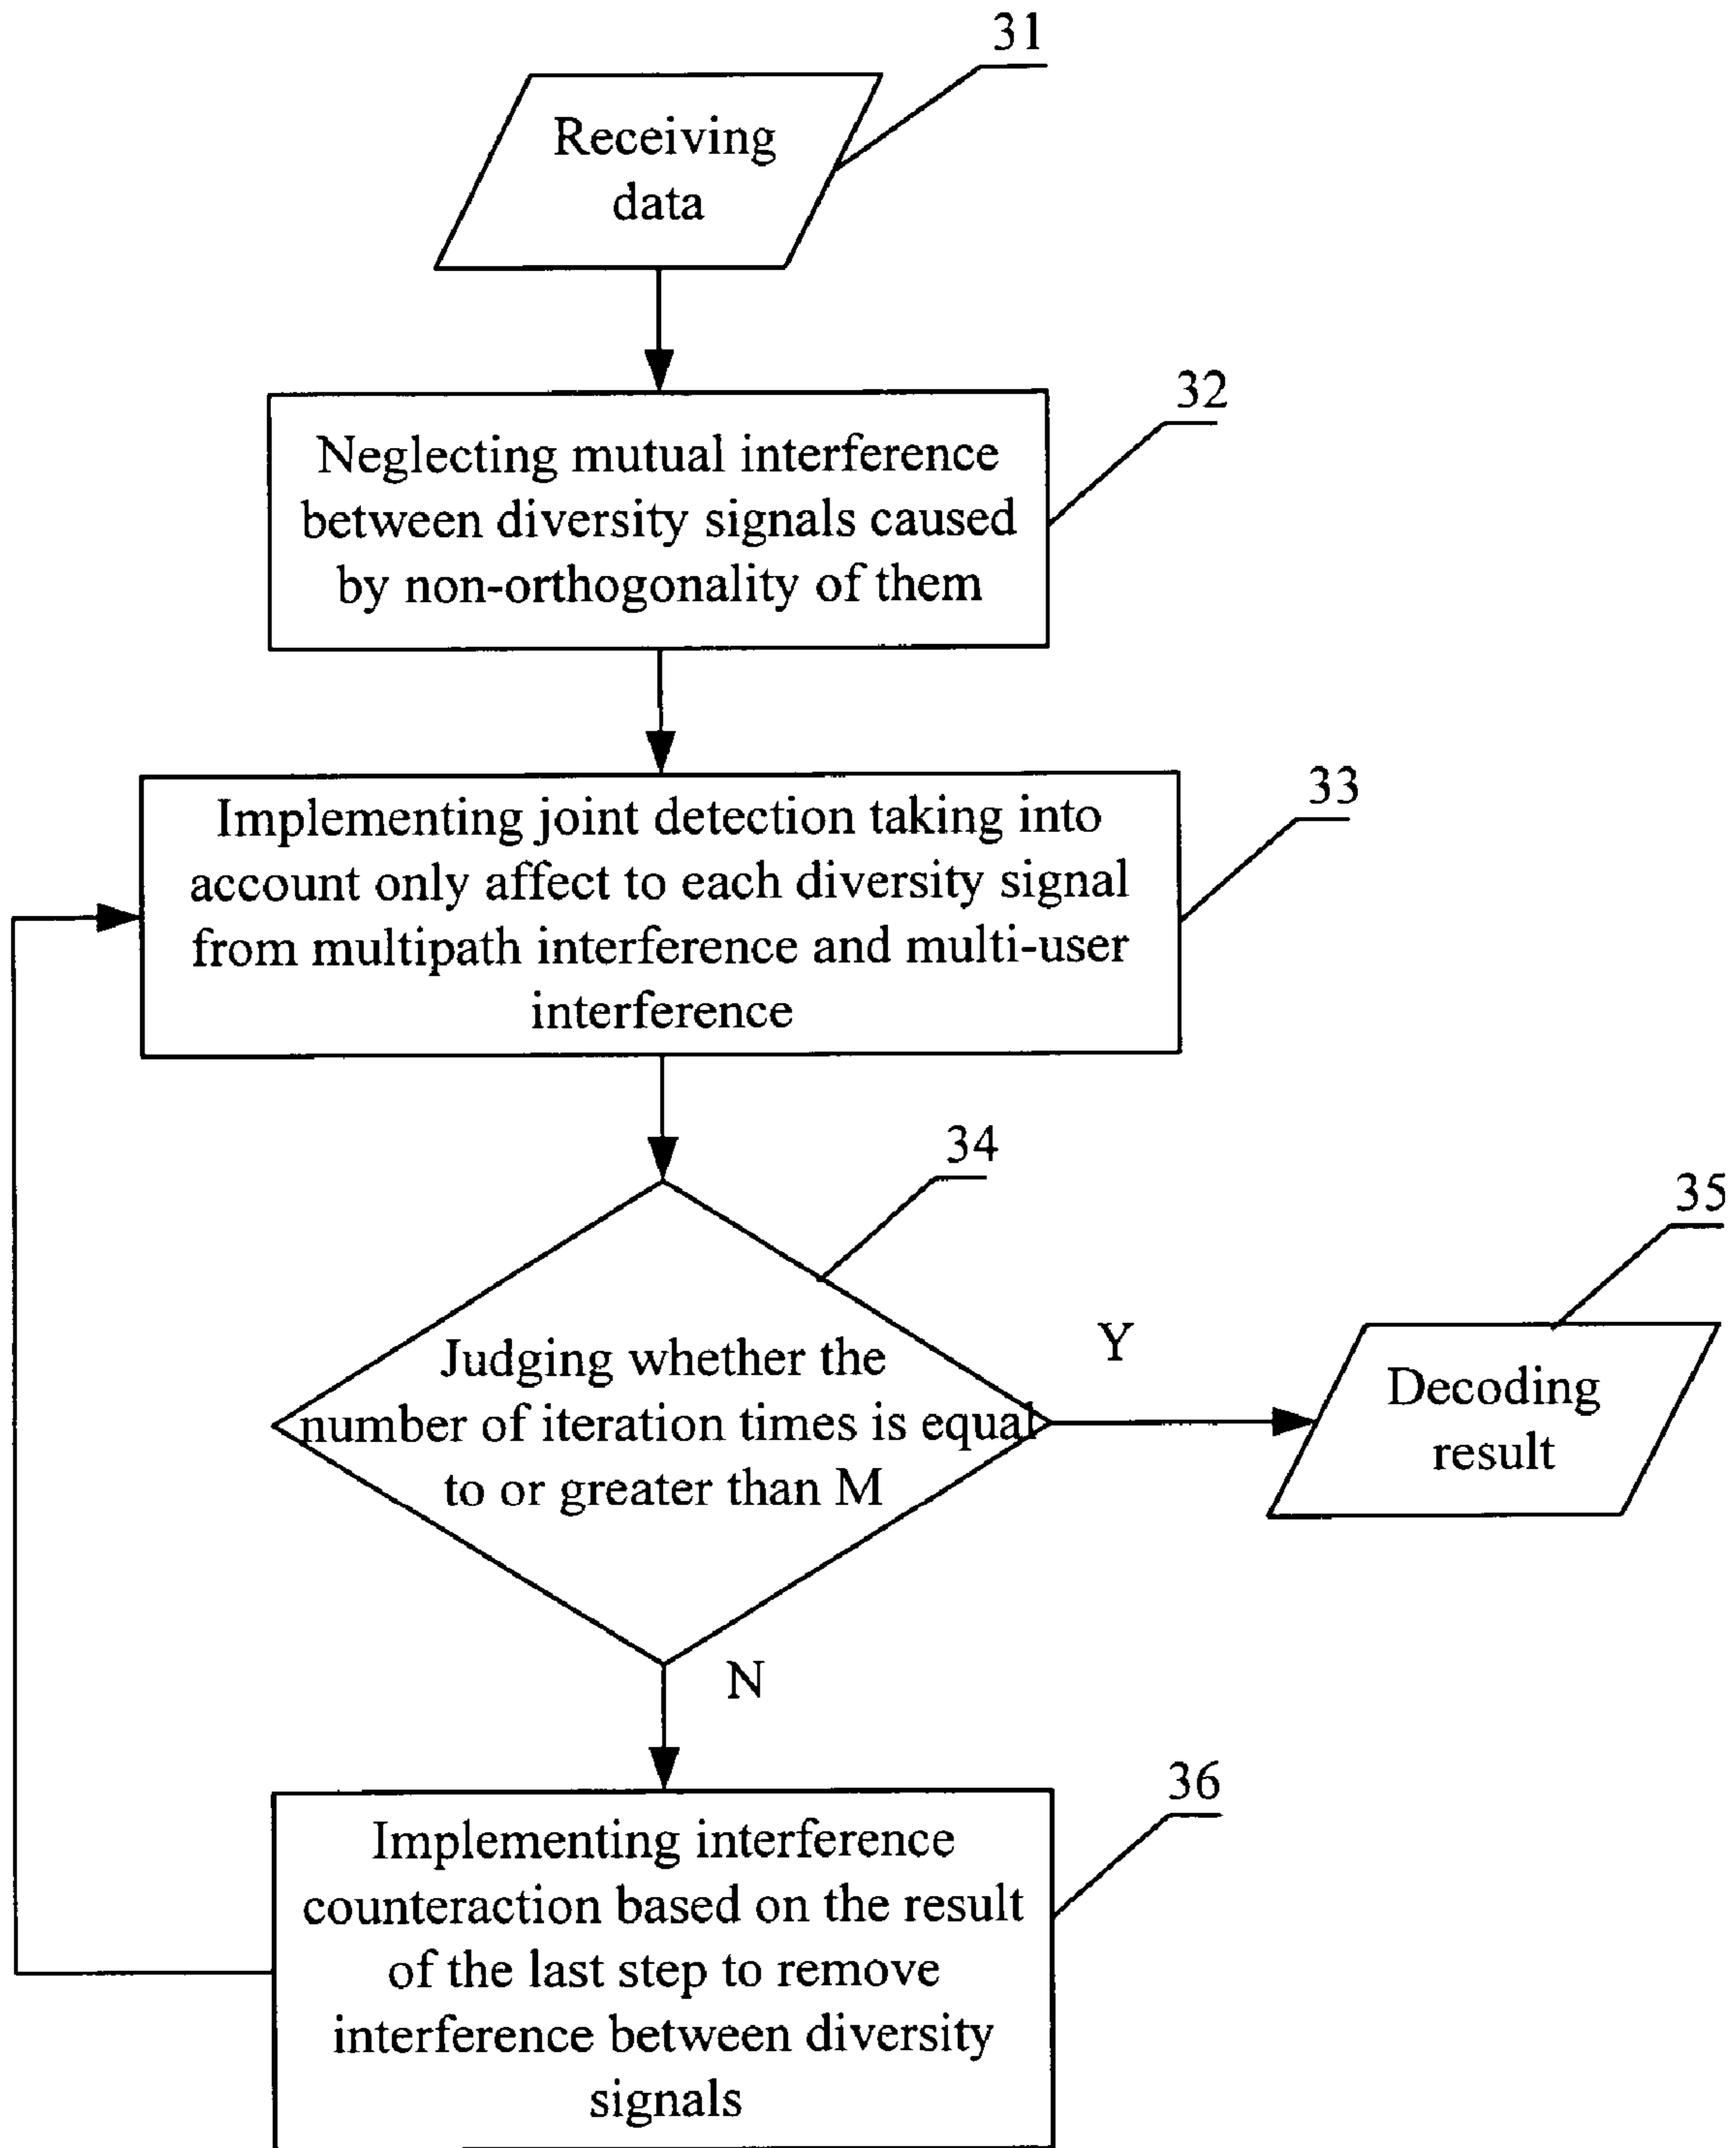 31
Receiving
data
32
Neglecting mutual interference
between diversity signals caused
by non-orthogonality of them
33
Implementing joint detection taking into
account only affect to each diversity signal
from multipath interference and multi-user
interference
34
35
Judging whether the
number of iteration times is equal
to or greater than M
Y
Decoding
result
N
36
Implementing interference
counteraction based on the result
of the last step to remove
interference between diversity
signals